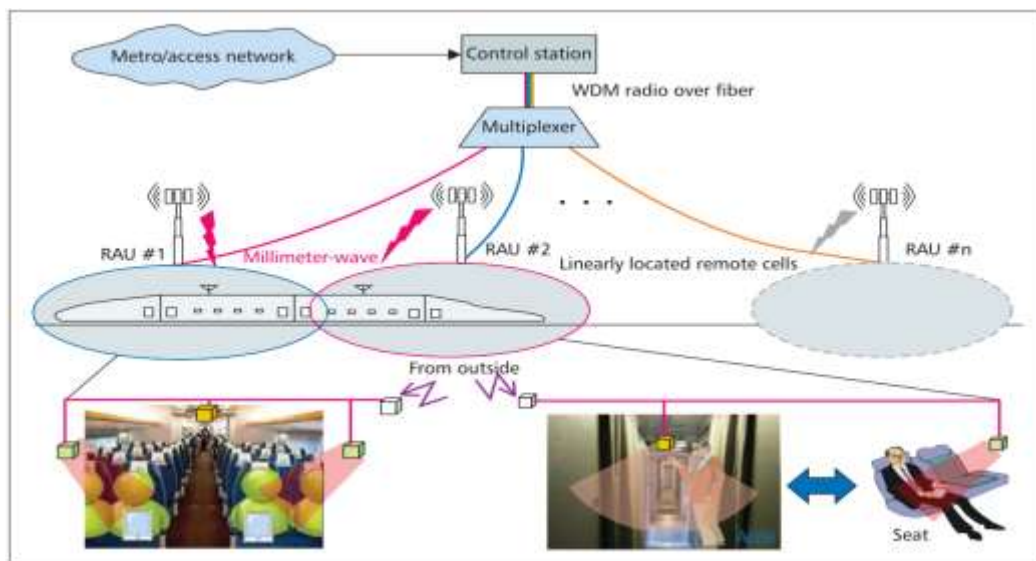 Metro/access network
Control station
WDM radio over fiber
Multiplexer
. . .
RAU #1
Millimeter-wave
RAU #2
Linearly located remote cells
RAU #n
From outside
Seat